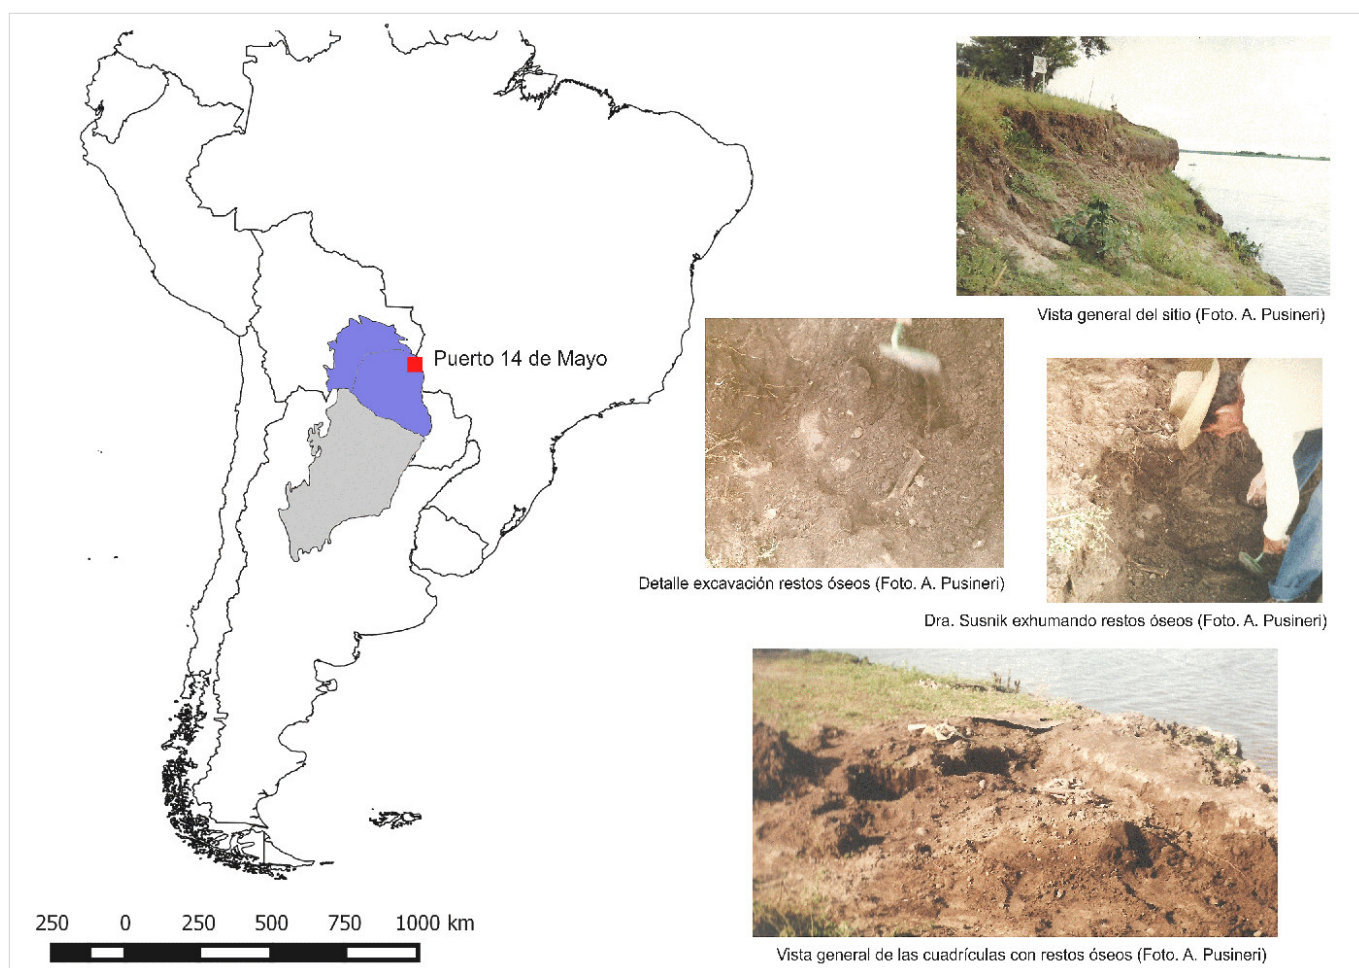 Vista general del sitio (Foto. A. Pusineri)
Puerto 14 de Mayo
Detalle excavación restos óseos (Foto. A. Pusineri)
Dra. Susnik exhumando restos óseos (Foto. A. Pusineri)
250 0 250 500 750 1000 km
Vista general de las cuadrículas con restos óseos (Foto. A. Pusineri)